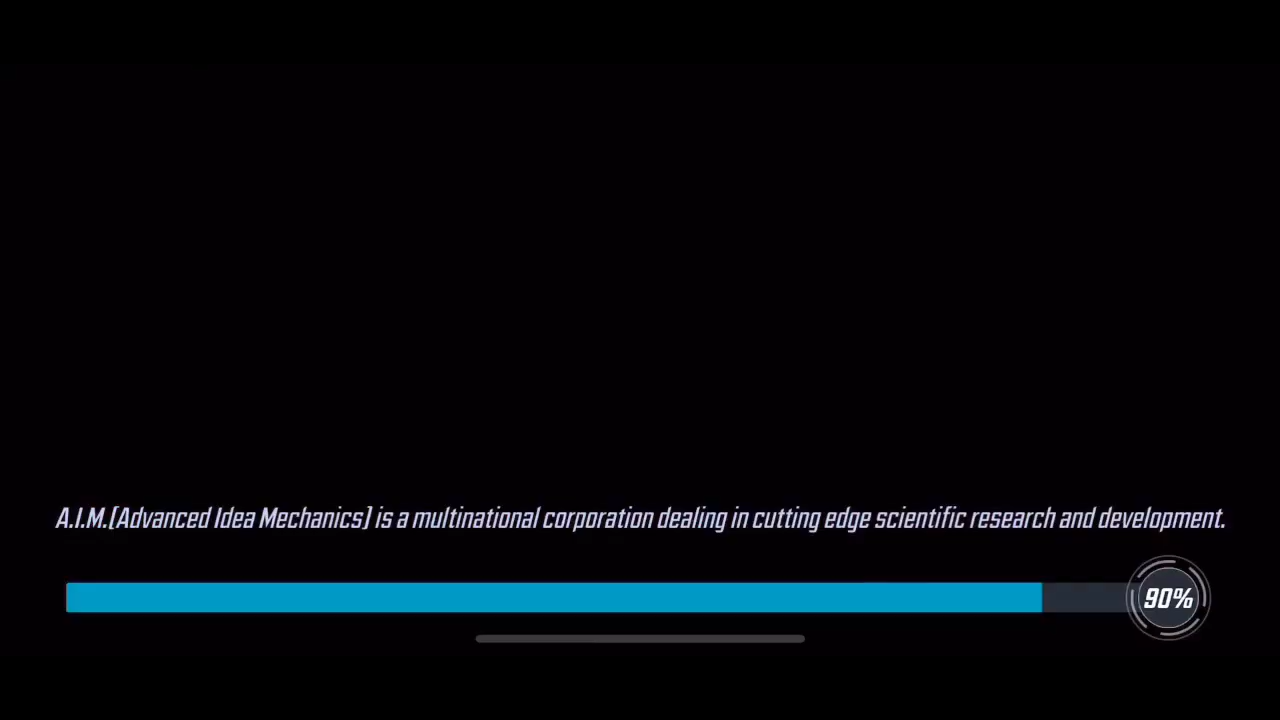 A.I.M.(Advanced Idea Mechanics) is a multinational corporation dealing in cutting edge scientific research and development.
90%